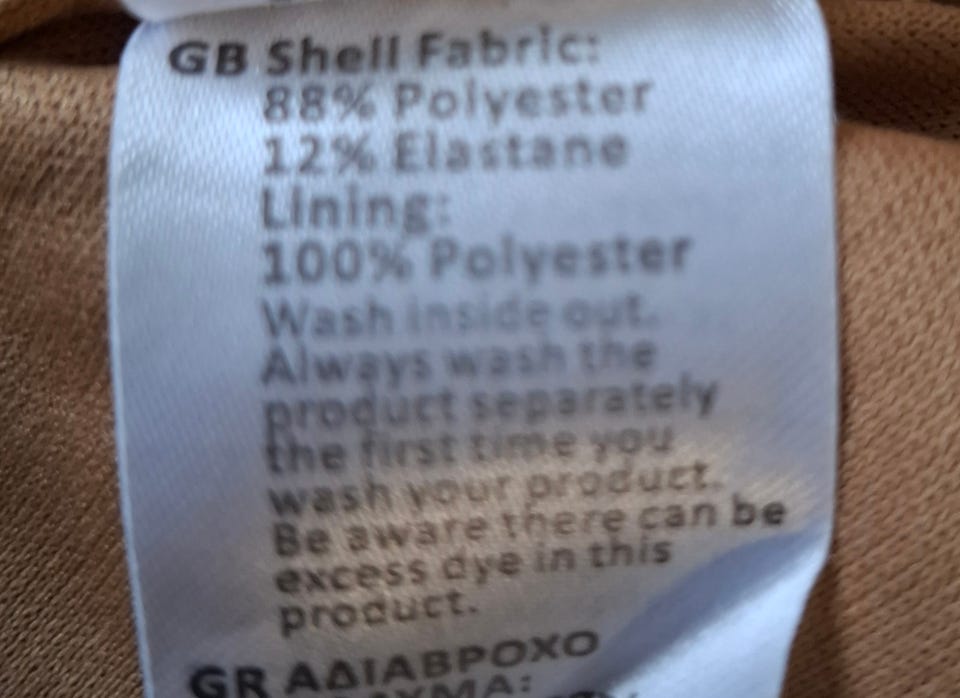 GB Shell Fabric:
88% Polyester
12% Elastane
Lining:
100% Polyester
Wash inside out.
Always wash the
product separately
the first time you
wash your product.
Be aware there can be
excess dye in this
product.
GR ΑΔΙΑΒΡΟΧΟ